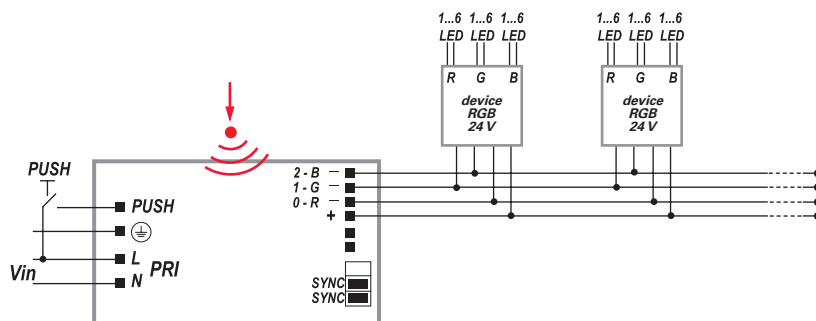 1...6 1...6 1...6
LED LED LED
R G B
device
RGB
24 V
1...6 1...6 1...6
LED LED LED
R G B
device
RGB
24 V
PUSH
PUSH
L
Vin
PRI
N
2 - B −
1 - G −
0 - R −
+
SYNC
SYNC